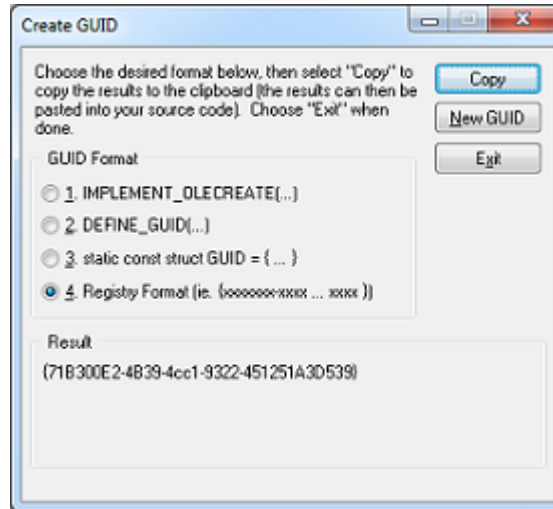 Create GUID
Choose the desired format below, then select "Copy" to
copy the results to the clipboard (the results can then be
pasted into your source code). Choose "Exit" when
done.
Copy
New GUID
Exit
GUID Format
1. IMPLEMENT_OLECREATE(...)
2. DEFINE_GUID(...)
3. static const struct GUID = { ... }
4. Registry Format (ie. {xxxxxxx-xxxx ... xxxx })
Result
{71B300E2-4B39-4cc1-9322-451251A3D539}